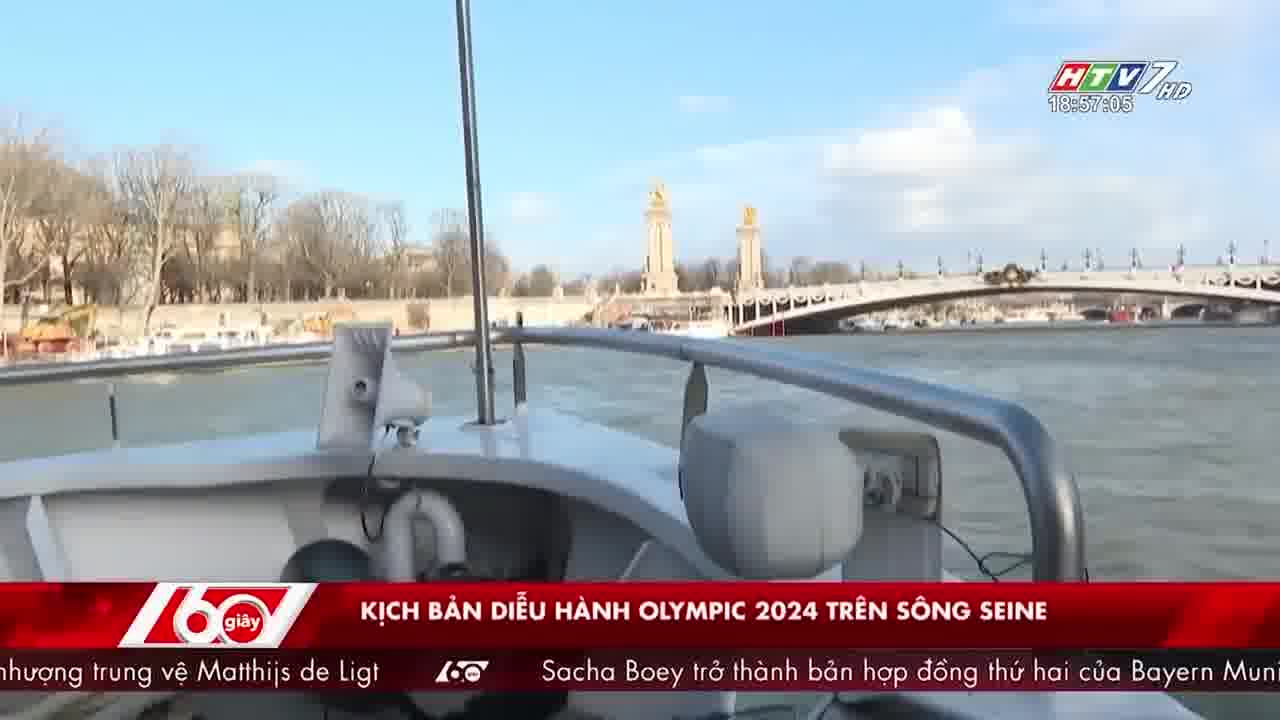 HTV7 HD
18:57:05
60 giây
KỊCH BẢN DIỄU HÀNH OLYMPIC 2024 TRÊN SÔNG SEINE
nhượng trung vệ Matthijs de Ligt
60 giây
Sacha Boey trở thành bản hợp đồng thứ hai của Bayern Muni